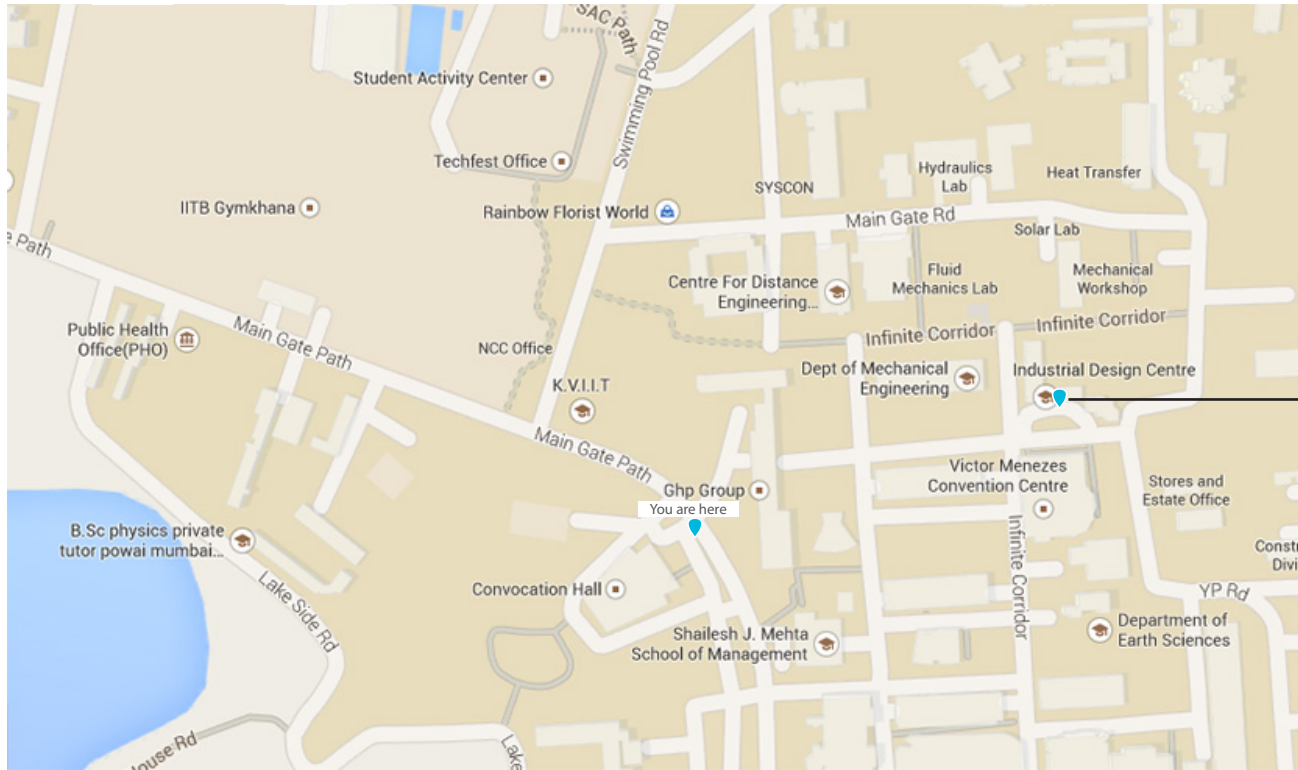 SAC Path
Swimming Pool Rd
Student Activity Center
Techfest Office
Hydraulics
Lab
Heat Transfer
SYSCON
IITB Gymkhana
Rainbow Florist World
Main Gate Rd
Solar Lab
e Path
Centre For Distance
Engineering...
Fluid
Mechanics Lab
Mechanical
Workshop
Public Health
Office(PHO)
Main Gate Path
NCC Office
Infinite Corridor
Infinite Corridor
K.V.I.I.T
Dept of Mechanical
Engineering
Industrial Design Centre
Main Gate Path
Victor Menezes
Convention Centre
Stores and
Estate Office
Ghp Group
You are here
B.Sc physics private
tutor powai mumbai...
Infinite Corridor
Constr
Divi
Lake Side Rd
Convocation Hall
YP Rd
Shailesh J. Mehta
School of Management
Department of
Earth Sciences
House Rd
Lake